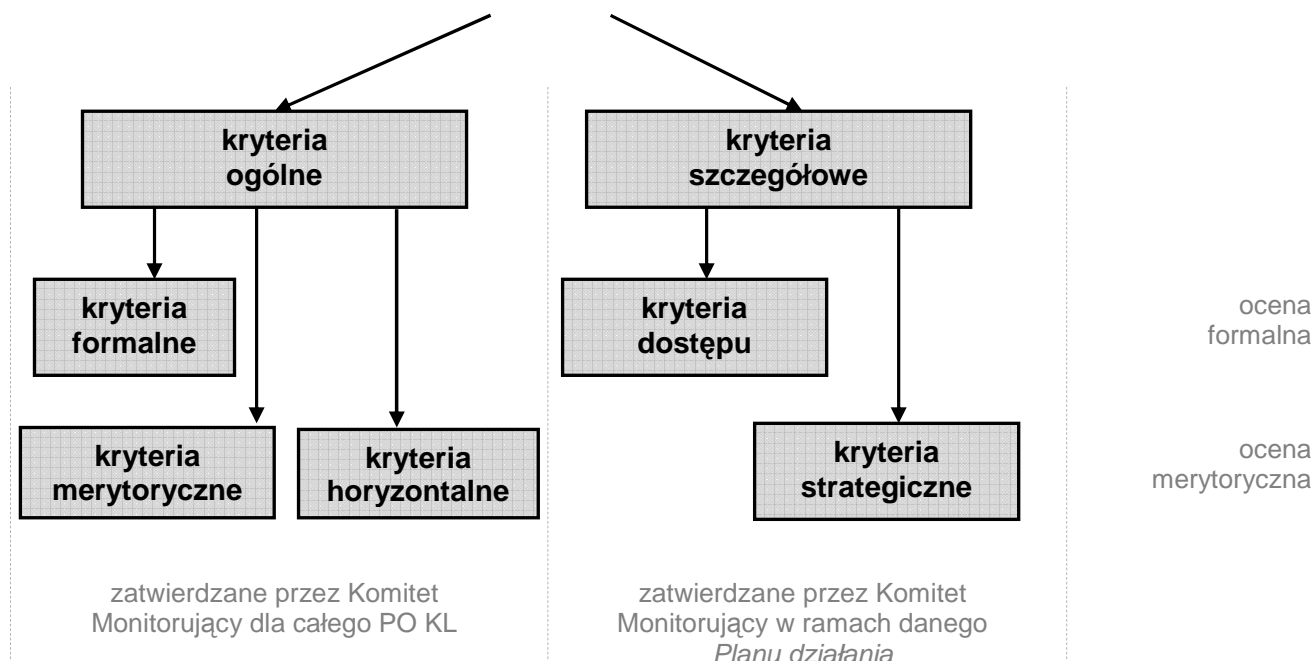 kryteria
ogólne
kryteria
szczegółowe
kryteria
formalne
kryteria
dostępu
ocena
formalna
kryteria
merytoryczne
kryteria
horyzontalne
kryteria
strategiczne
ocena
merytoryczna
zatwierdzane przez Komitet
Monitorujący dla całego PO KL
zatwierdzane przez Komitet
Monitorujący w ramach danego
Planu działania